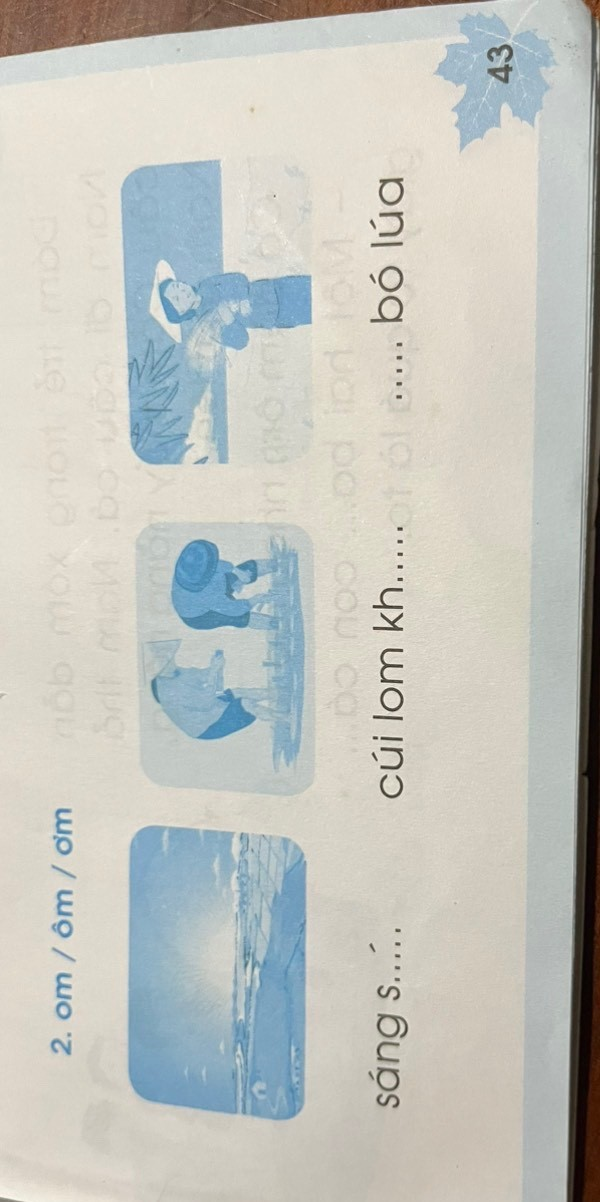 2. om / ôm / ơm
sáng s.....́ cúi lom kh..... ..... bó lúa
43